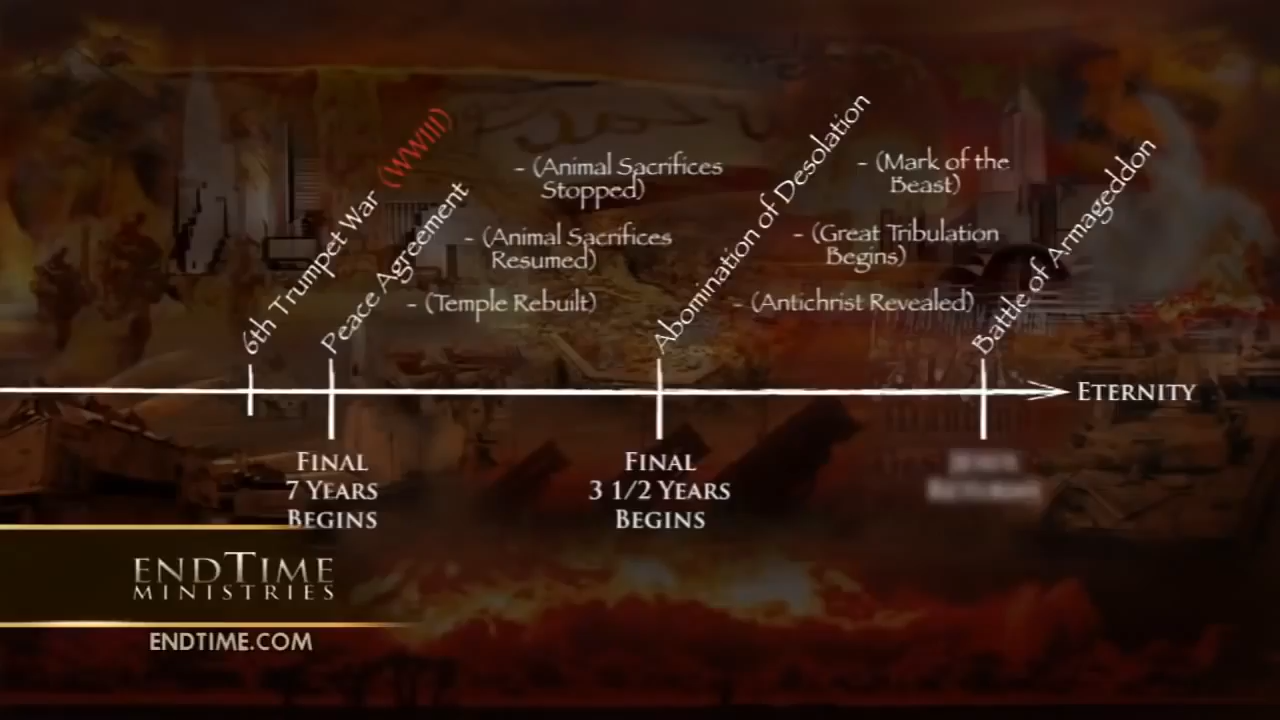 6th Trumpet War (WWIII)
Peace Agreement
- (Animal Sacrifices
Stopped)
- (Animal Sacrifices
Resumed)
- (Temple Rebuilt)
Abomination of Desolation
- (Mark of the
Beast)
- (Great Tribulation
Begins)
- (Antichrist Revealed)
Battle of Armageddon
ETERNITY
FINAL
7 YEARS
BEGINS
FINAL
3 1/2 YEARS
BEGINS
ENDTIME
MINISTRIES
ENDTIME.COM